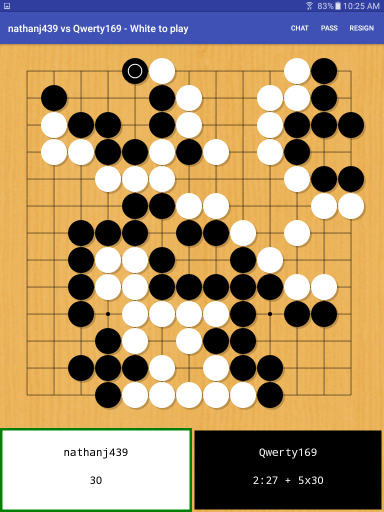 83% 10:25 AM
nathanj439 vs Qwerty169 - White to play CHAT PASS RESIGN
nathanj439 Qwerty169
30 2:27 + 5x30